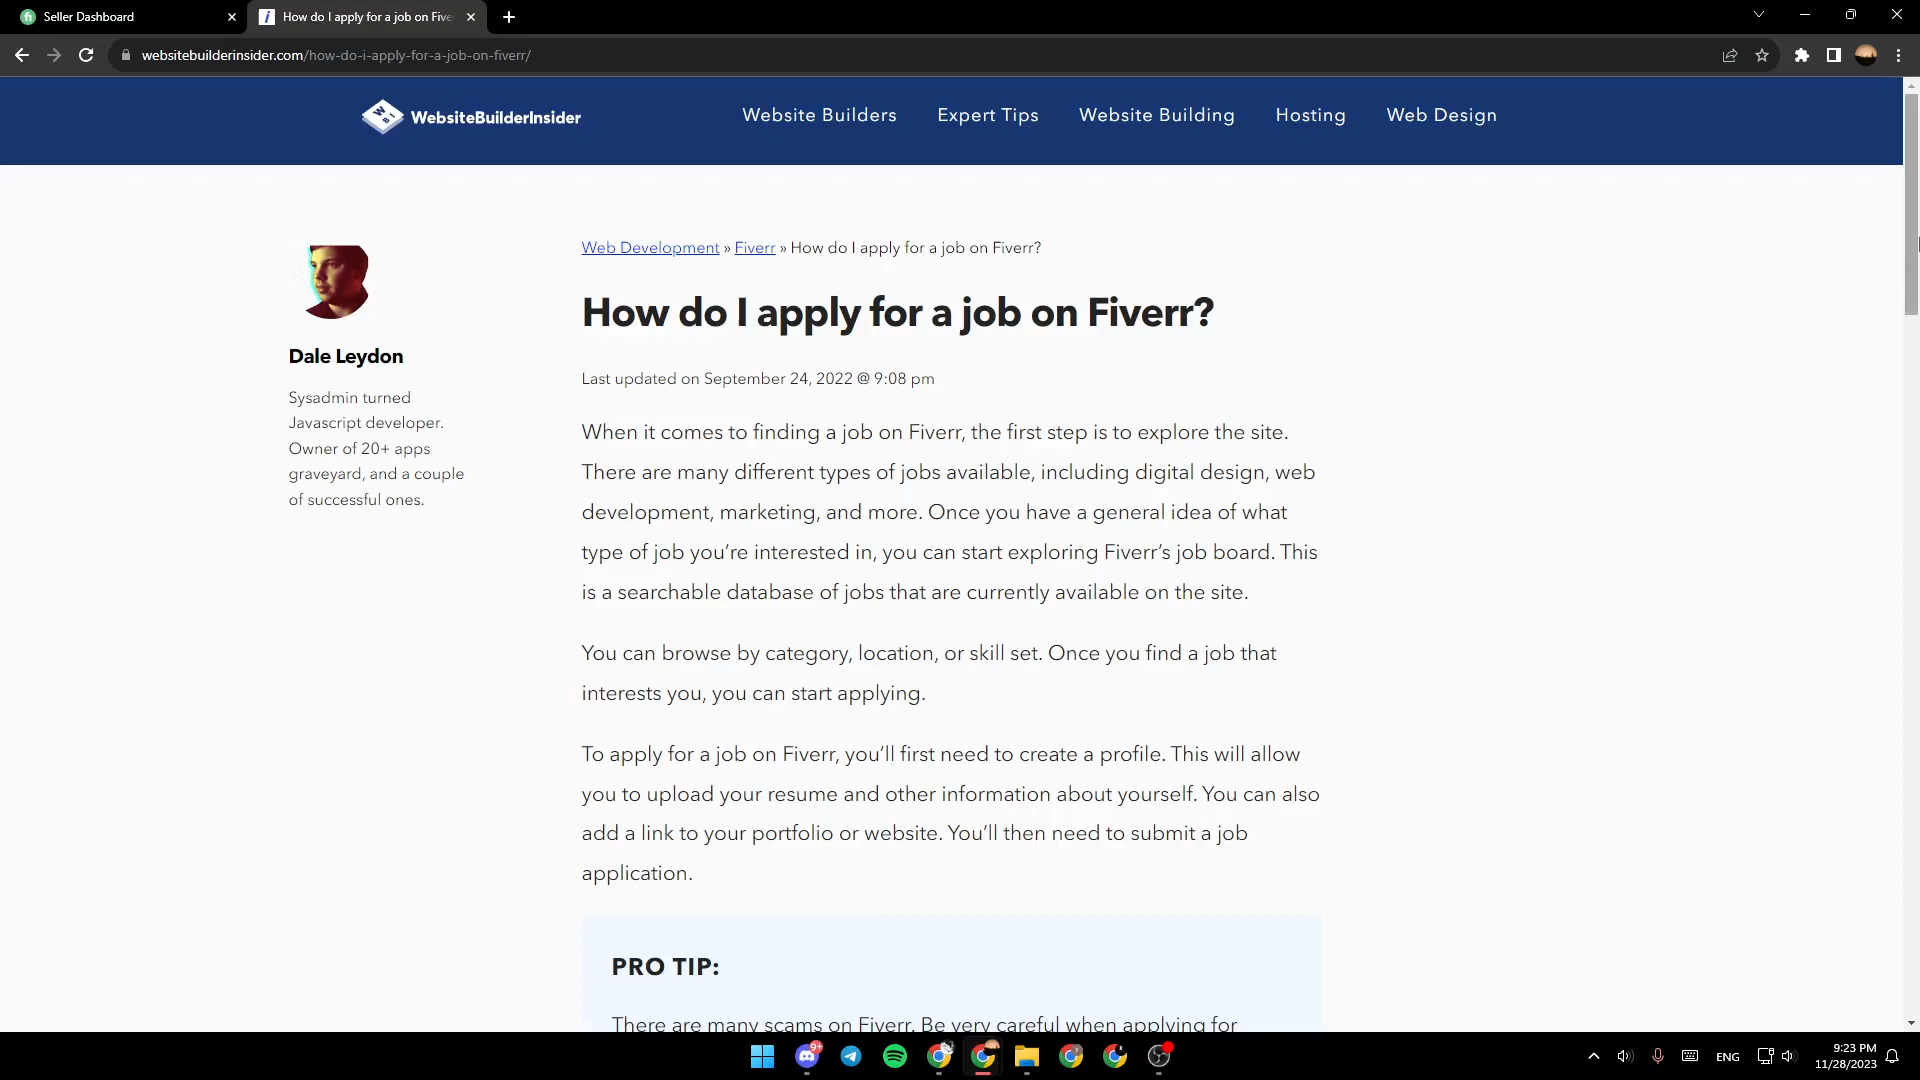 Seller Dashboard
How do I apply for a job on Five
websitebuilderinsider.com/how-do-i-apply-for-a-job-on-fiverr/
WebsiteBuilderInsider
Website Builders
Expert Tips
Website Building
Hosting
Web Design
Dale Leydon
Sysadmin turned
Javascript developer.
Owner of 20+ apps
graveyard, and a couple
of successful ones.
Web Development » Fiverr » How do I apply for a job on Fiverr?
How do I apply for a job on Fiverr?
Last updated on September 24, 2022 @ 9:08 pm
When it comes to finding a job on Fiverr, the first step is to explore the site.
There are many different types of jobs available, including digital design, web
development, marketing, and more. Once you have a general idea of what
type of job you’re interested in, you can start exploring Fiverr’s job board. This
is a searchable database of jobs that are currently available on the site.
You can browse by category, location, or skill set. Once you find a job that
interests you, you can start applying.
To apply for a job on Fiverr, you’ll first need to create a profile. This will allow
you to upload your resume and other information about yourself. You can also
add a link to your portfolio or website. You’ll then need to submit a job
application.
PRO TIP:
There are many scams on Fiverr. Be very careful when applying for
9+
ENG
9:23 PM
11/28/2023